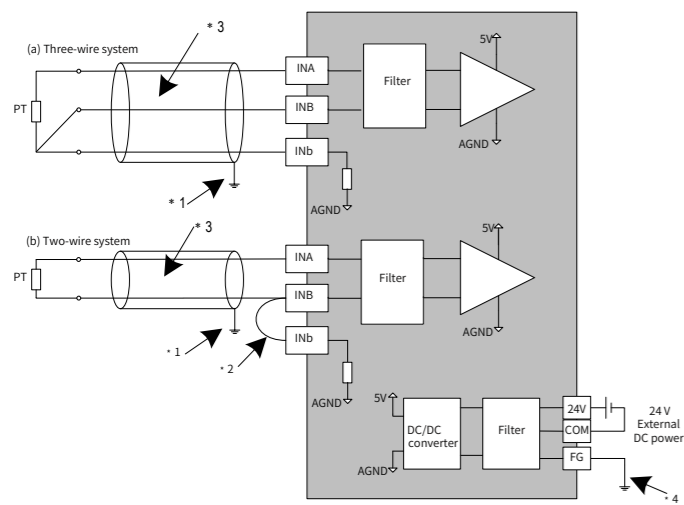 (a) Three-wire system
* 3
PT
INA
INB
INb
Filter
5V
AGND
AGND
* 1
(b) Two-wire system
* 3
PT
INA
INB
INb
Filter
5V
AGND
AGND
* 1
* 2
5V
AGND
DC/DC
converter
Filter
24V
COM
FG
24 V
External
DC power
* 4